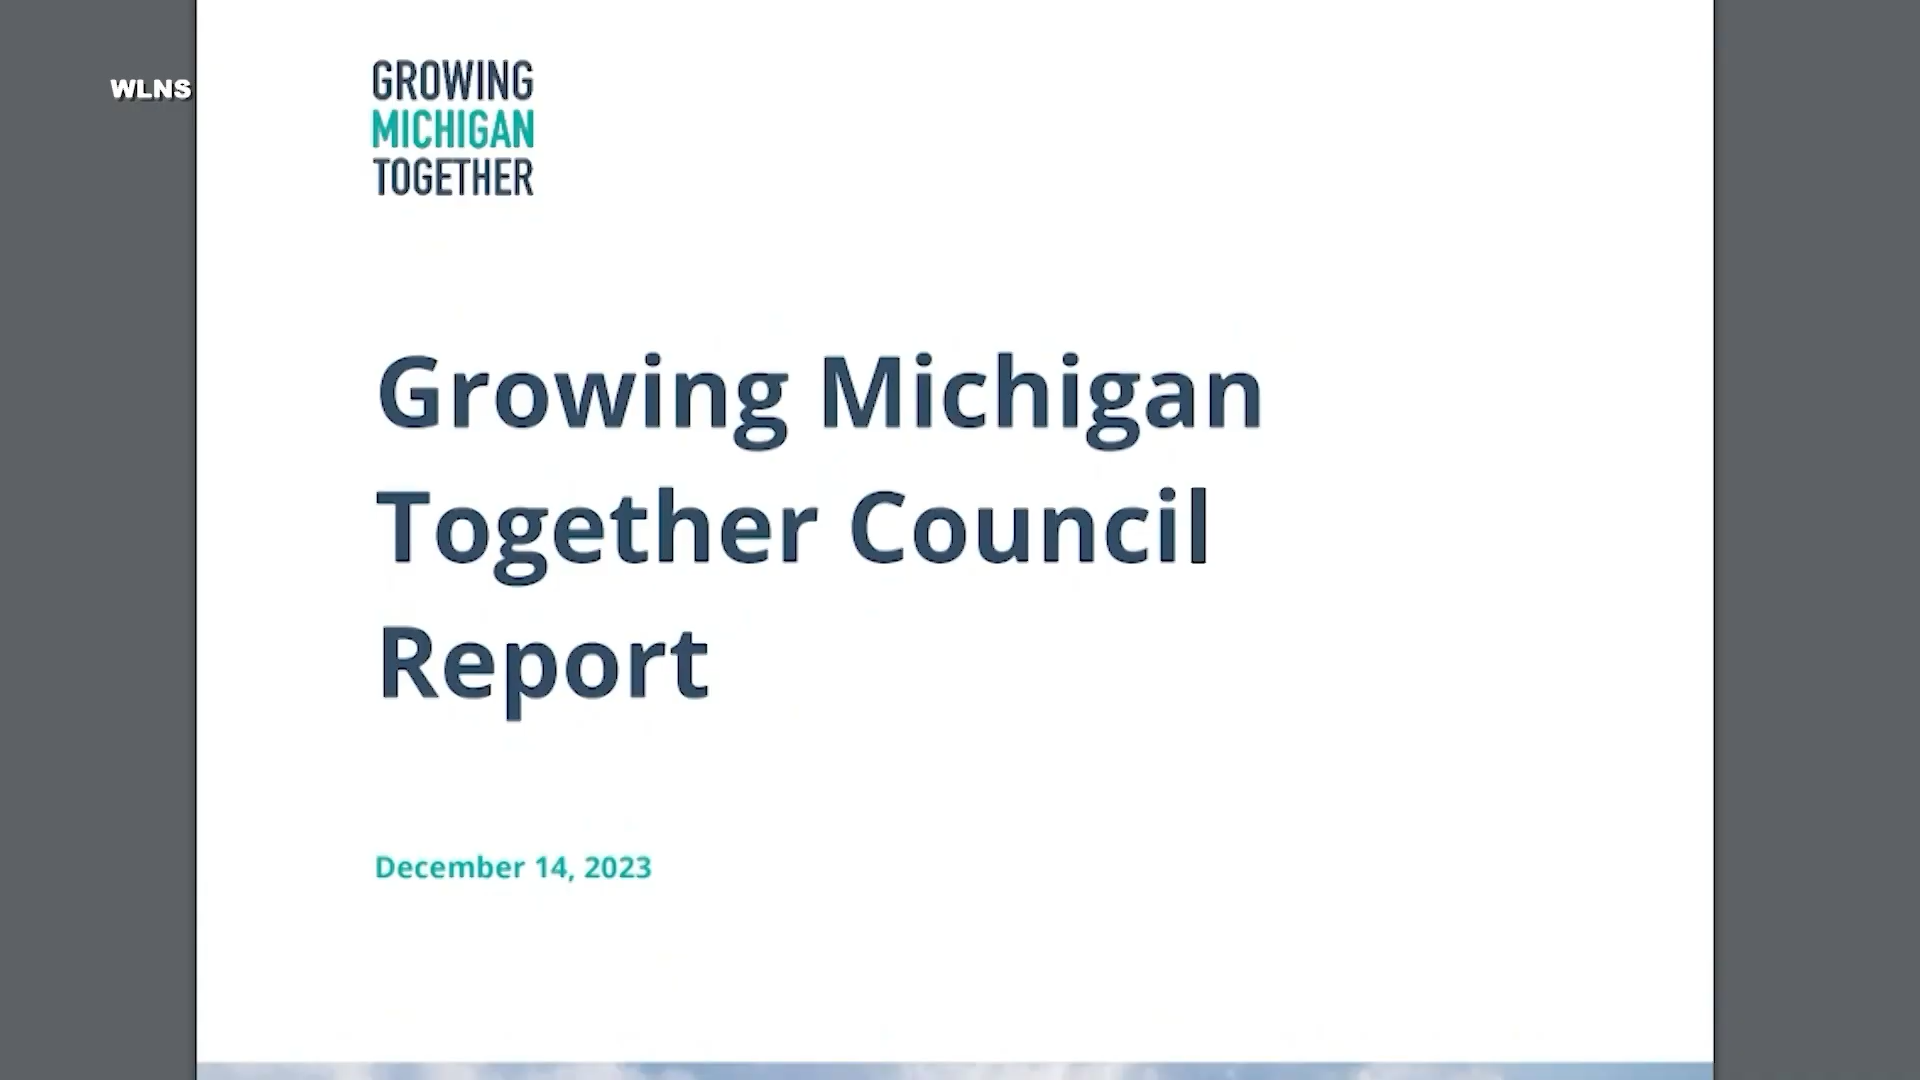 WLNS
GROWING
MICHIGAN
TOGETHER
Growing Michigan
Together Council
Report
December 14, 2023